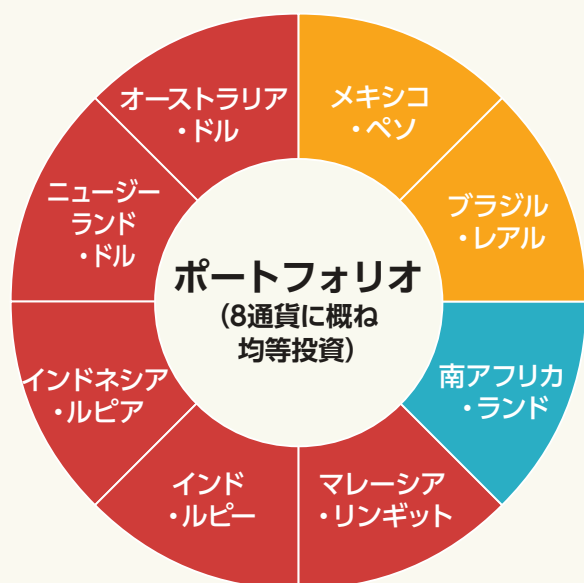 メキシコ
・ペソ
ブラジル
・レアル
南アフリカ
・ランド
マレーシア
・リンギット
インド
・ルピー
インドネシア
・ルピア
ニュージー
ランド
・ドル
オーストラリア
・ドル
ポートフォリオ
(8通貨に概ね
均等投資)